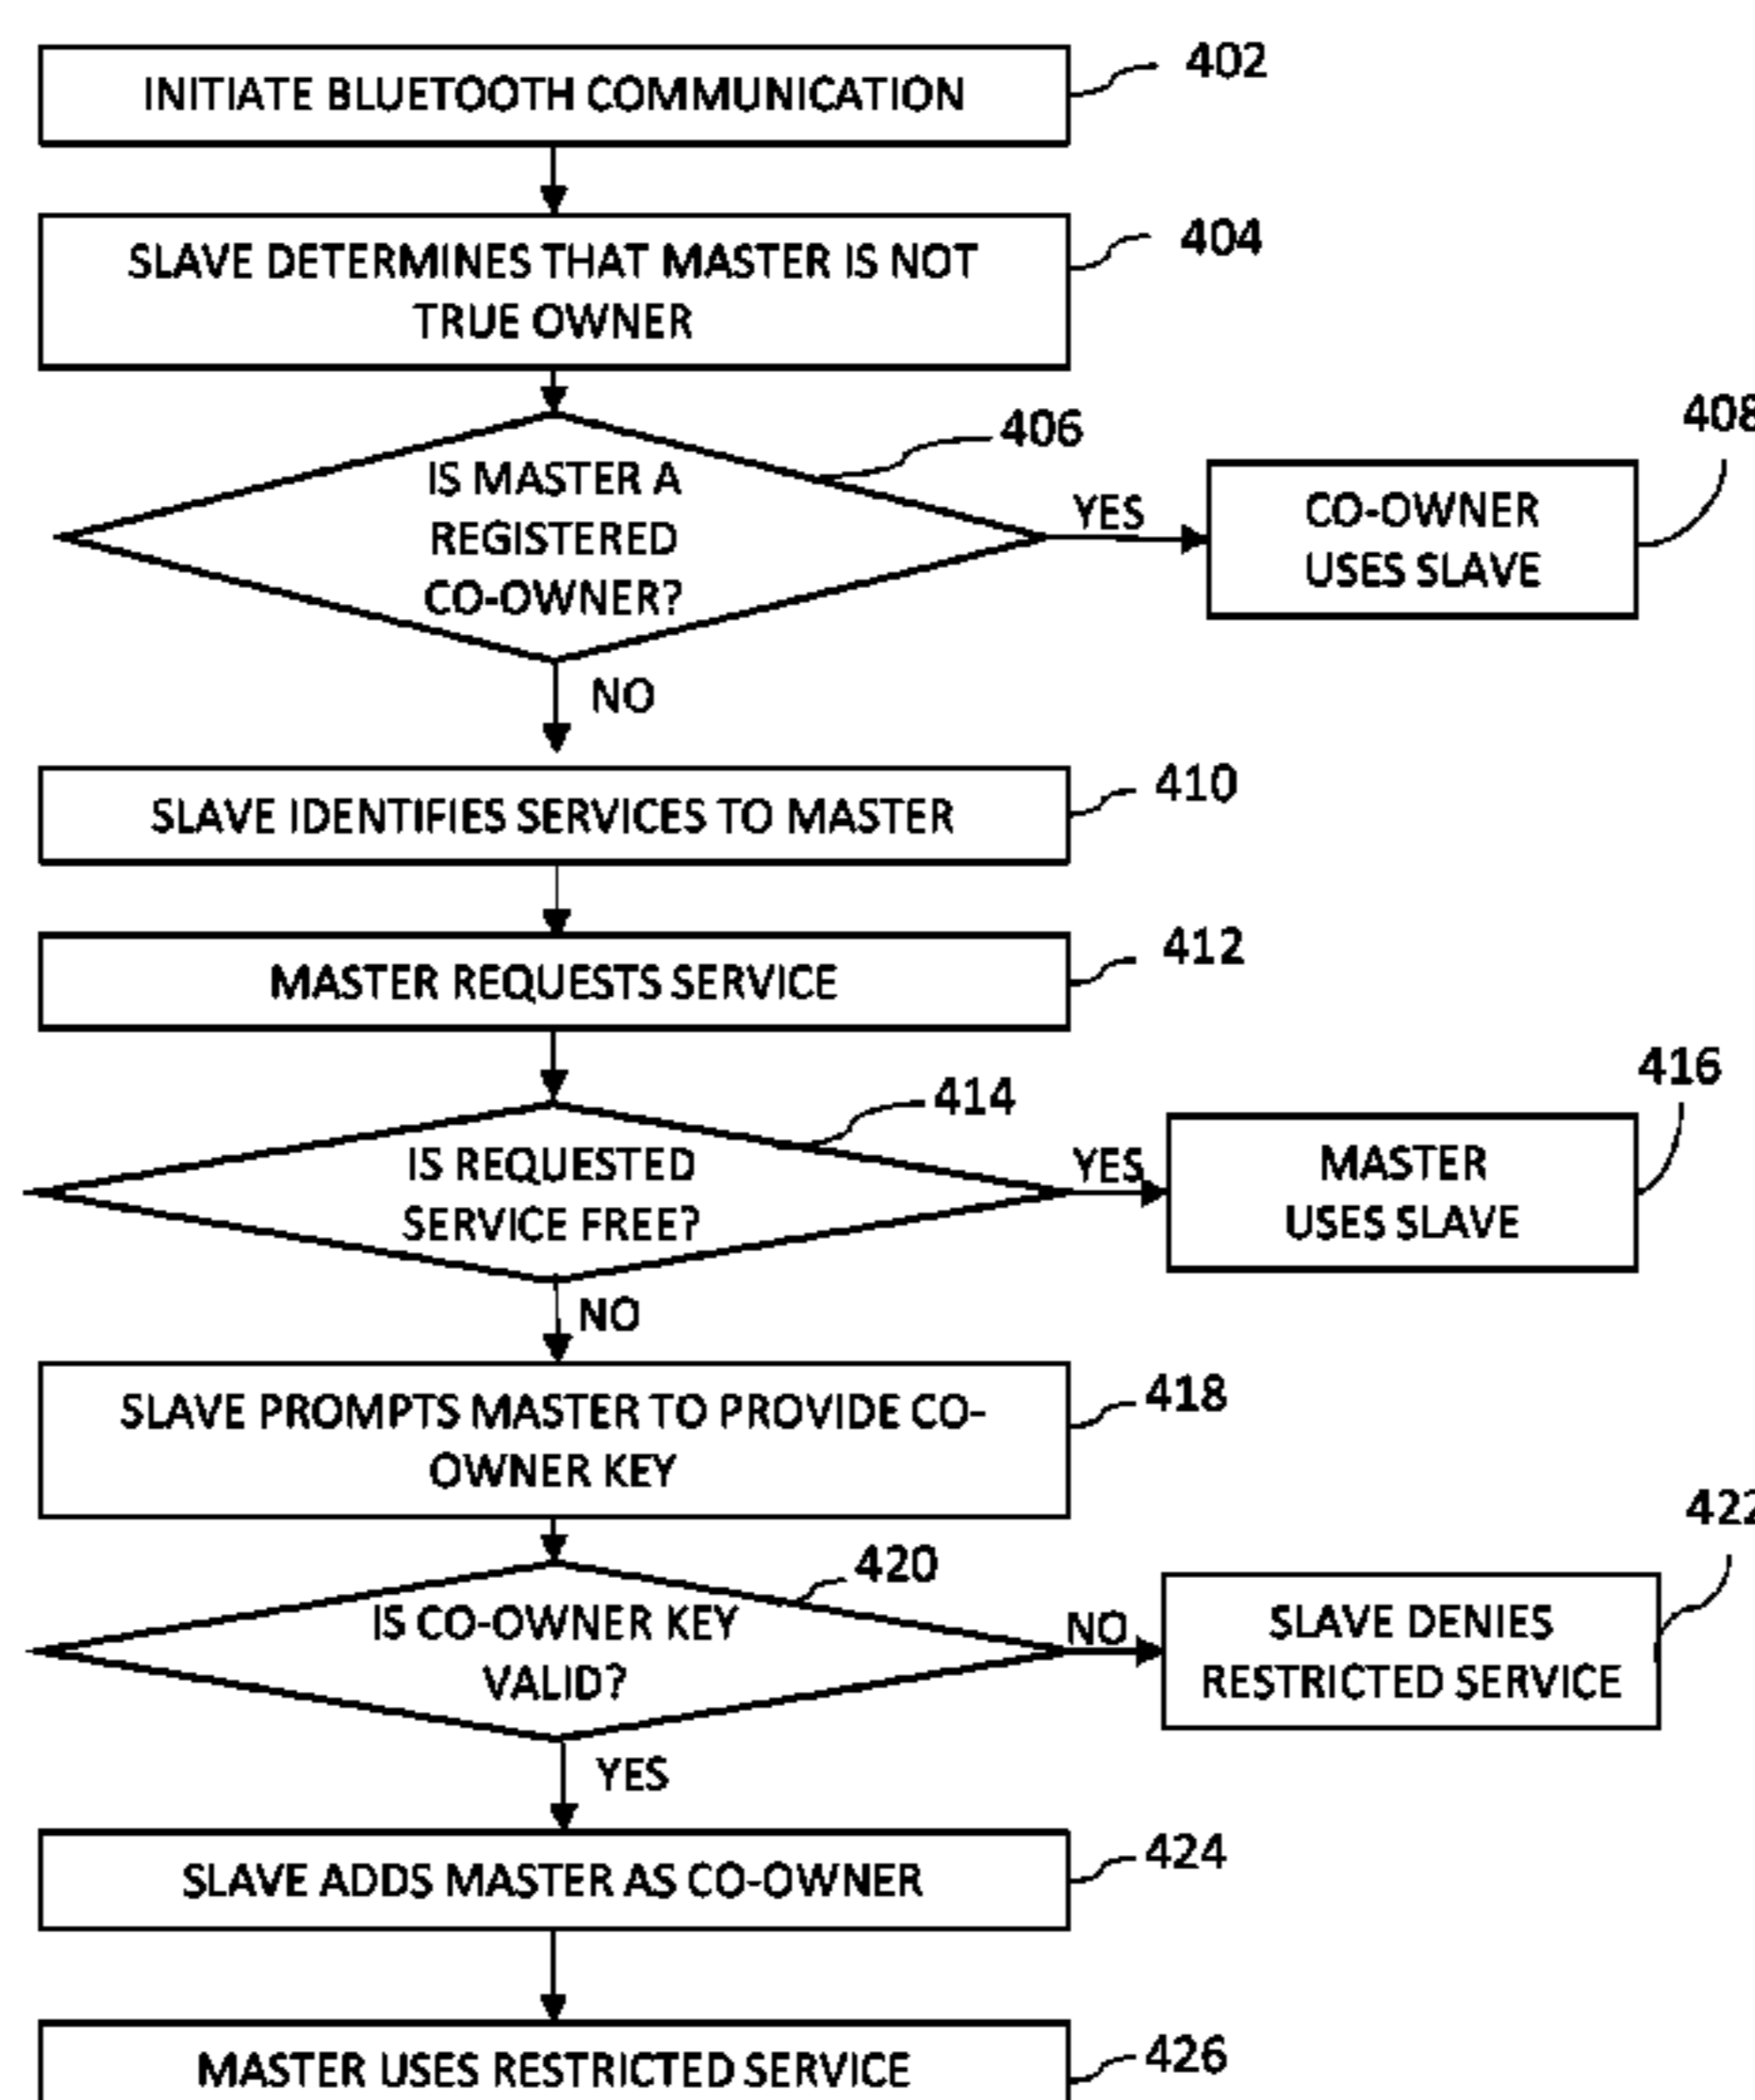 INITIATE BLUETOOTH COMMUNICATION
402
SLAVE DETERMINES THAT MASTER IS NOT
TRUE OWNER
404
IS MASTER A
REGISTERED
CO-OWNER?
406
YES
CO-OWNER
USES SLAVE
408
NO
SLAVE IDENTIFIES SERVICES TO MASTER
410
MASTER REQUESTS SERVICE
412
IS REQUESTED
SERVICE FREE?
414
YES
MASTER
USES SLAVE
416
NO
SLAVE PROMPTS MASTER TO PROVIDE CO-
OWNER KEY
418
IS CO-OWNER KEY
VALID?
420
NO
SLAVE DENIES
RESTRICTED SERVICE
422
YES
SLAVE ADDS MASTER AS CO-OWNER
424
MASTER USES RESTRICTED SERVICE
426